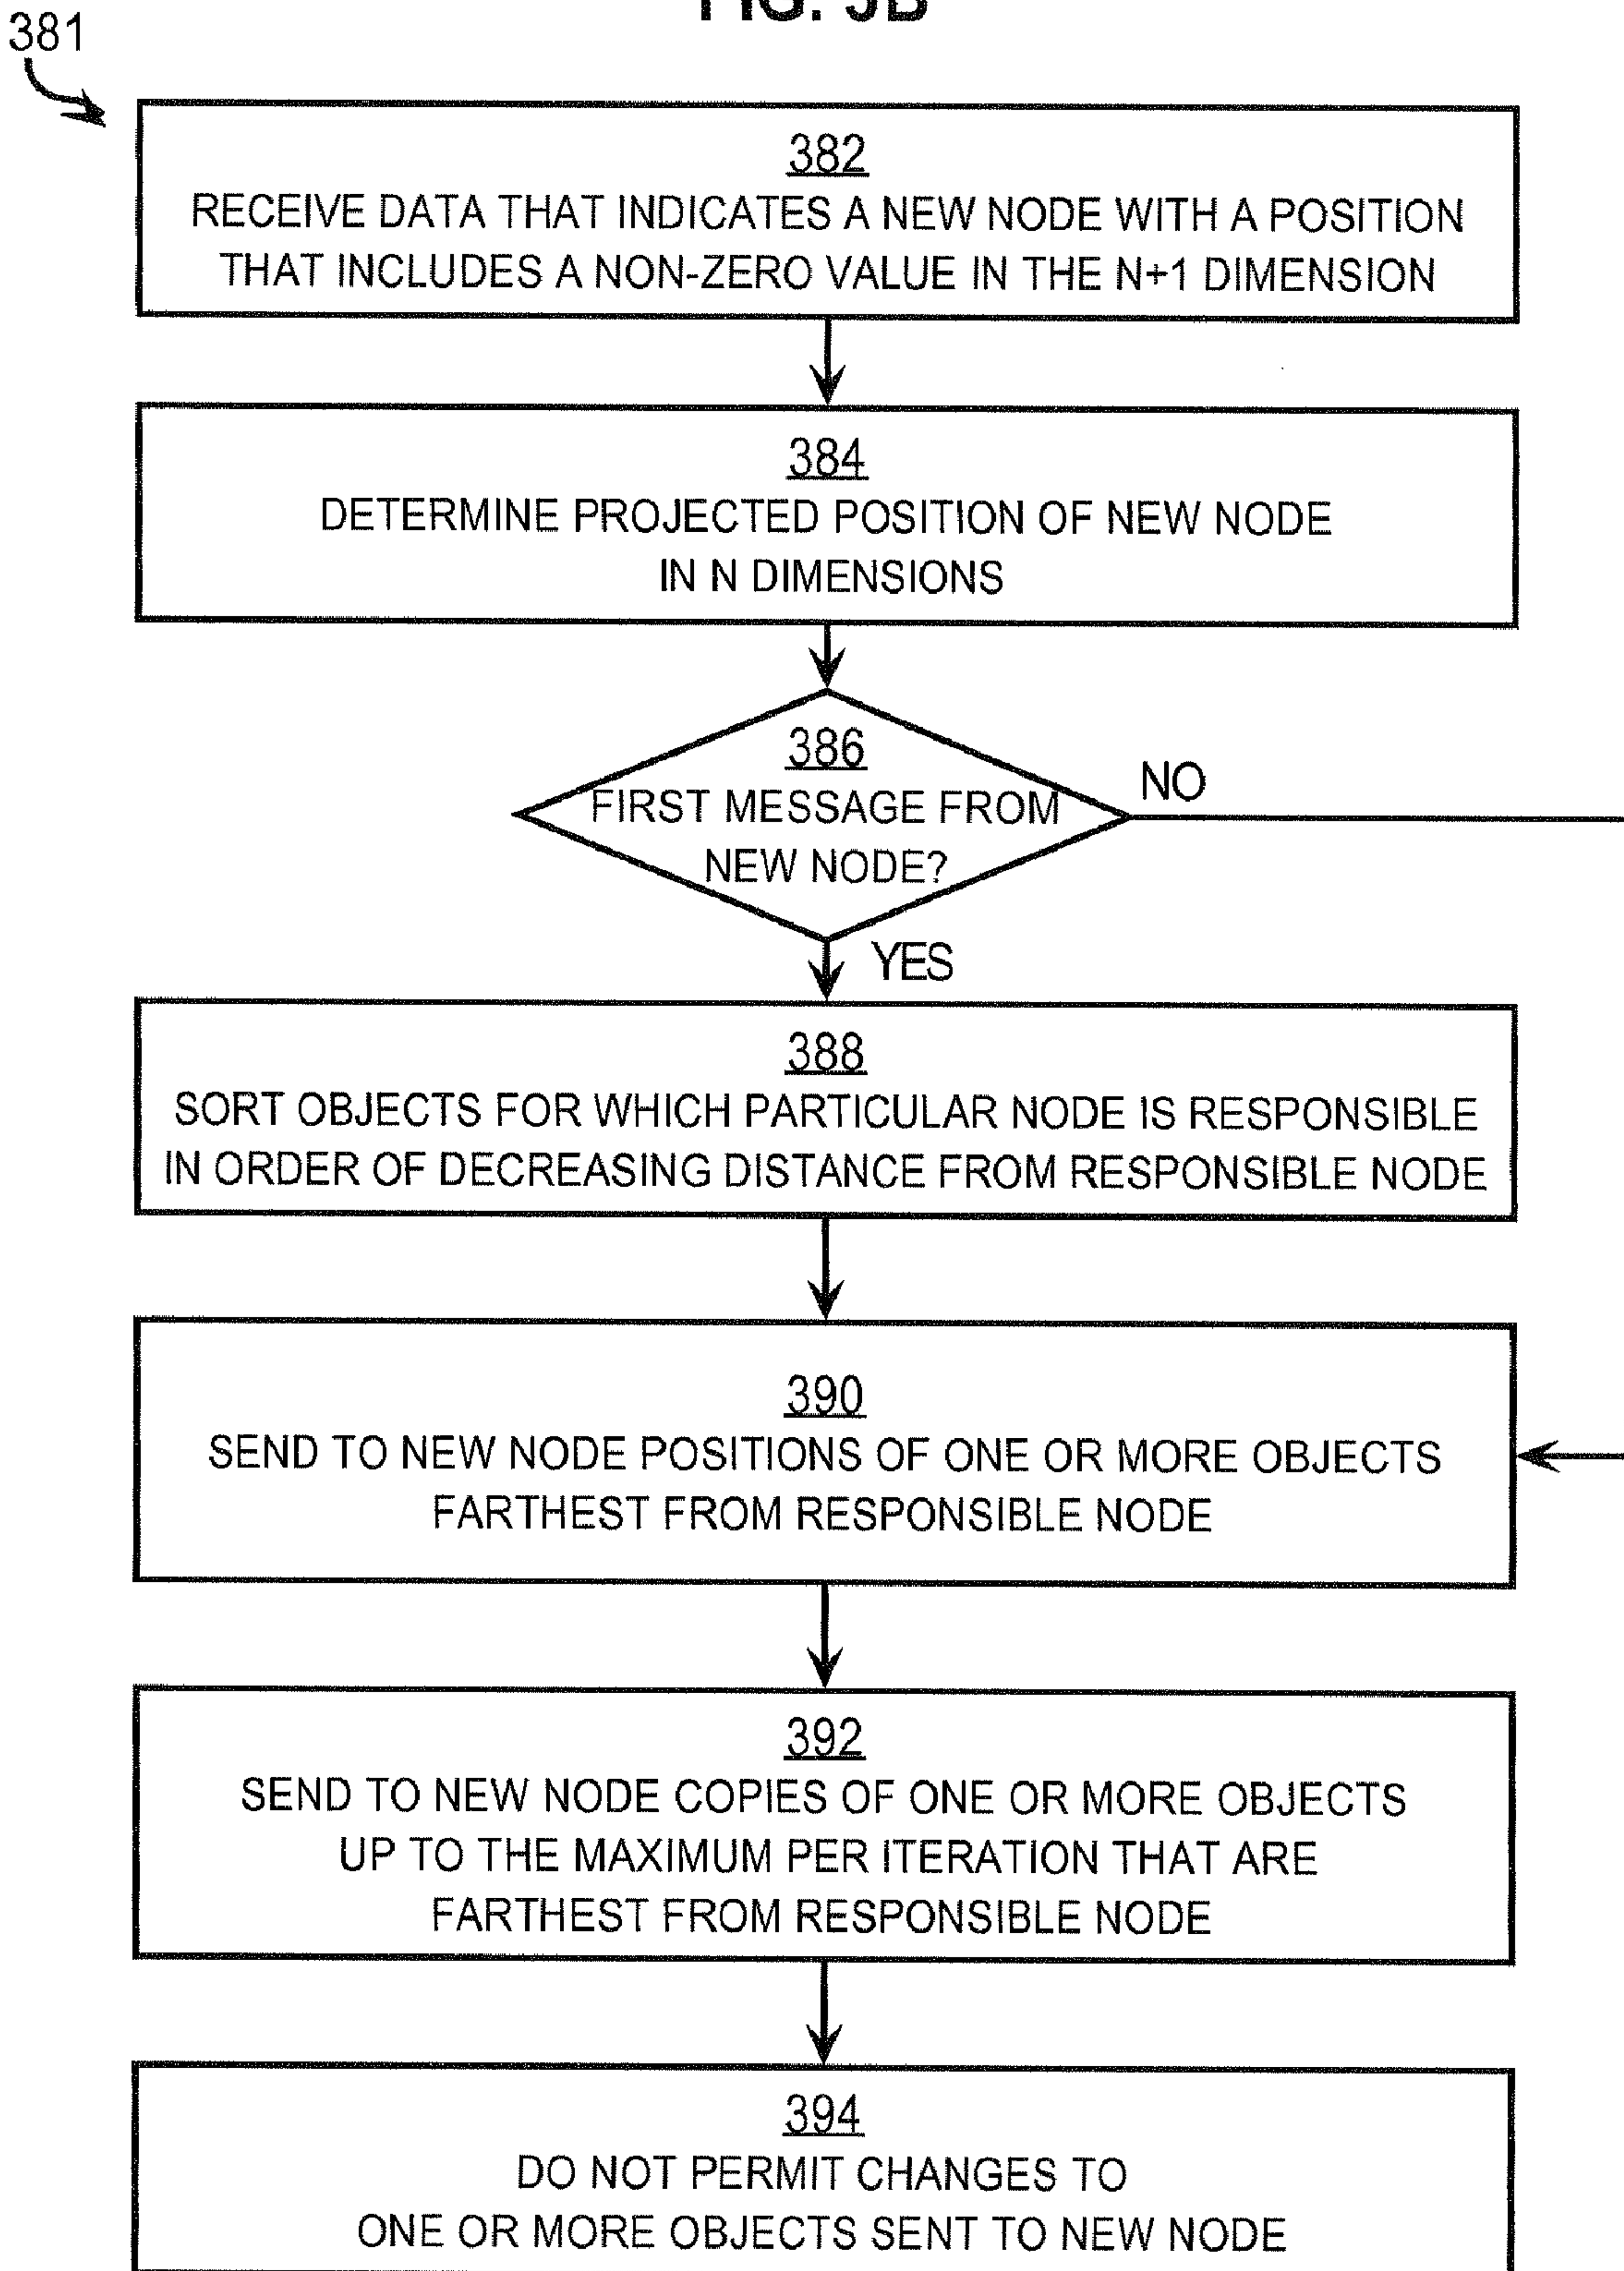 FIG. 3B
381
382
RECEIVE DATA THAT INDICATES A NEW NODE WITH A POSITION
THAT INCLUDES A NON-ZERO VALUE IN THE N+1 DIMENSION
384
DETERMINE PROJECTED POSITION OF NEW NODE
IN N DIMENSIONS
386
FIRST MESSAGE FROM
NEW NODE?
NO
YES
388
SORT OBJECTS FOR WHICH PARTICULAR NODE IS RESPONSIBLE
IN ORDER OF DECREASING DISTANCE FROM RESPONSIBLE NODE
390
SEND TO NEW NODE POSITIONS OF ONE OR MORE OBJECTS
FARTHEST FROM RESPONSIBLE NODE
392
SEND TO NEW NODE COPIES OF ONE OR MORE OBJECTS
UP TO THE MAXIMUM PER ITERATION THAT ARE
FARTHEST FROM RESPONSIBLE NODE
394
DO NOT PERMIT CHANGES TO
ONE OR MORE OBJECTS SENT TO NEW NODE